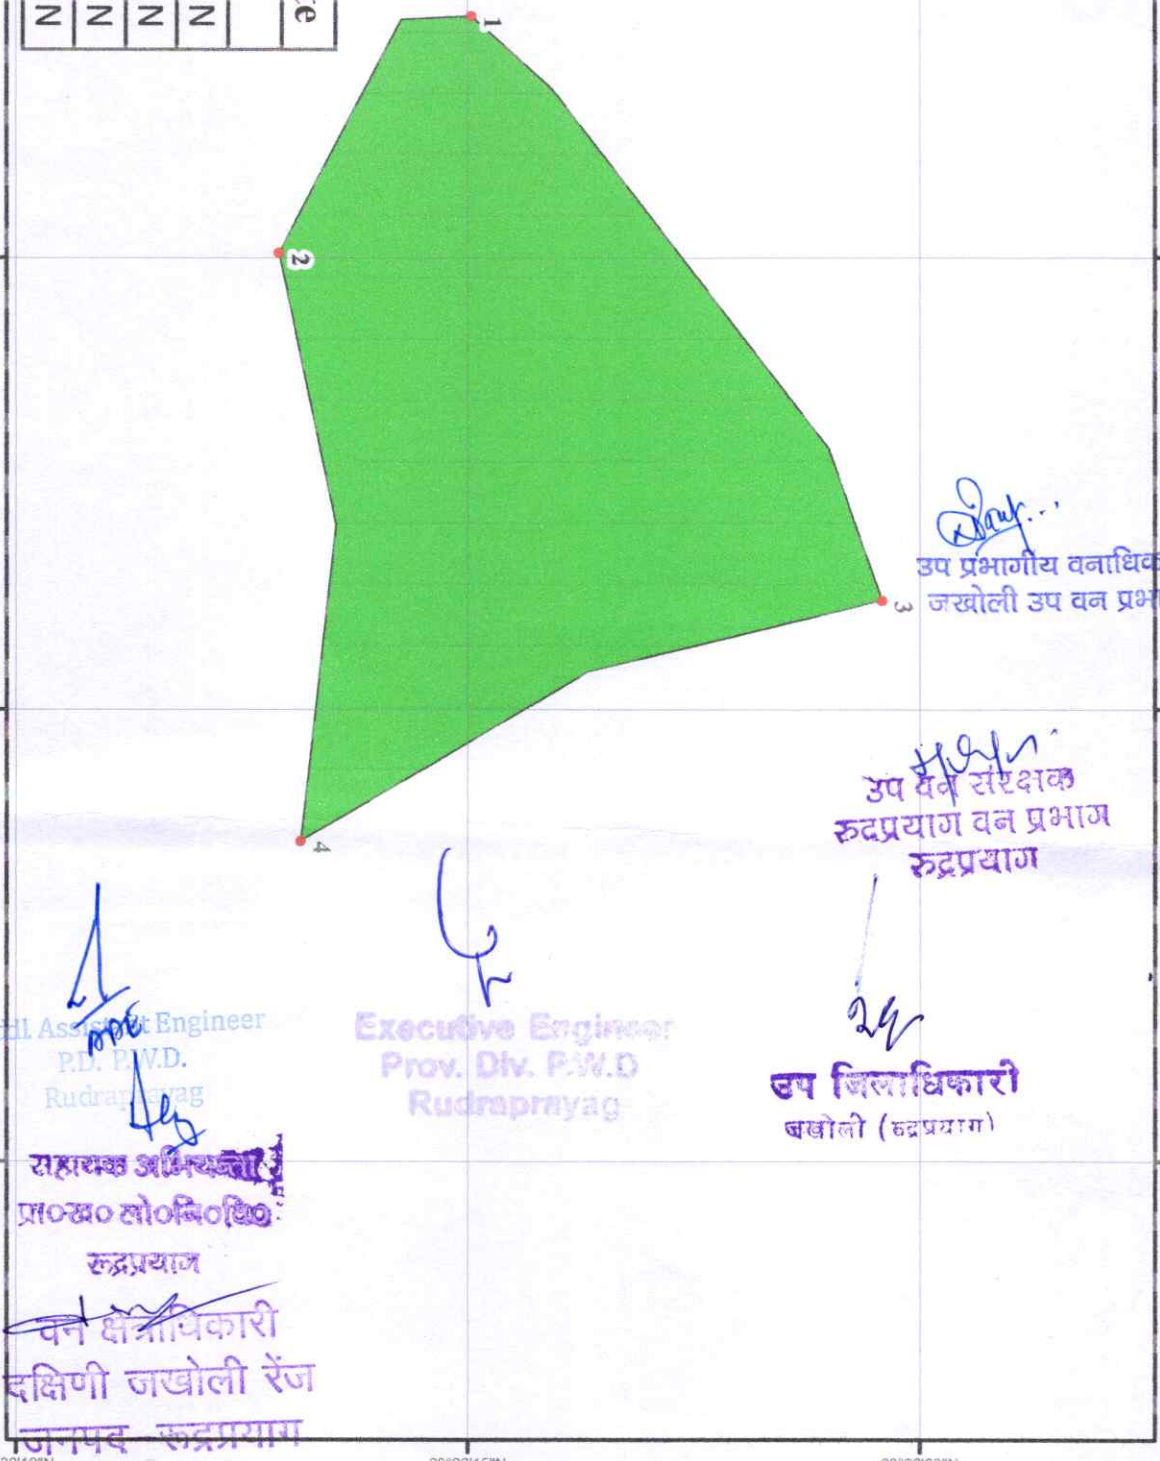 e
N
N
N
N
1
2
3
4
उप प्रभागीय वनाधिक
जखोली उप वन प्रभ
उप वन संरक्षक
रुद्रप्रयाग वन प्रभाग
रुद्रप्रयाग
Assistant Engineer
P.D. P.W.D.
Rudraprayag
Executive Engineer
Prov. Div. P.W.D
Rudraprayag
उप जिलाधिकारी
जखोली (रुद्रप्रयाग)
सहायक अभियन्ता
प्रा०ख० लो०नि०वि०
रूद्रप्रयाग
वन क्षेत्राधिकारी
दक्षिणी जखोली रेंज
जनपद रूद्रप्रयाग